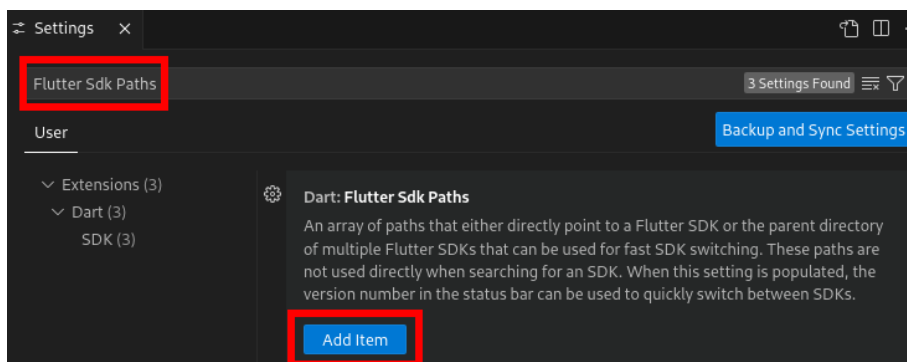 Settings
Flutter Sdk Paths
3 Settings Found
User
Backup and Sync Settings
Extensions (3)
Dart (3)
SDK (3)
Dart: Flutter Sdk Paths
An array of paths that either directly point to a Flutter SDK or the parent directory
of multiple Flutter SDKs that can be used for fast SDK switching. These paths are
not used directly when searching for an SDK. When this setting is populated, the
version number in the status bar can be used to quickly switch between SDKs.
Add Item